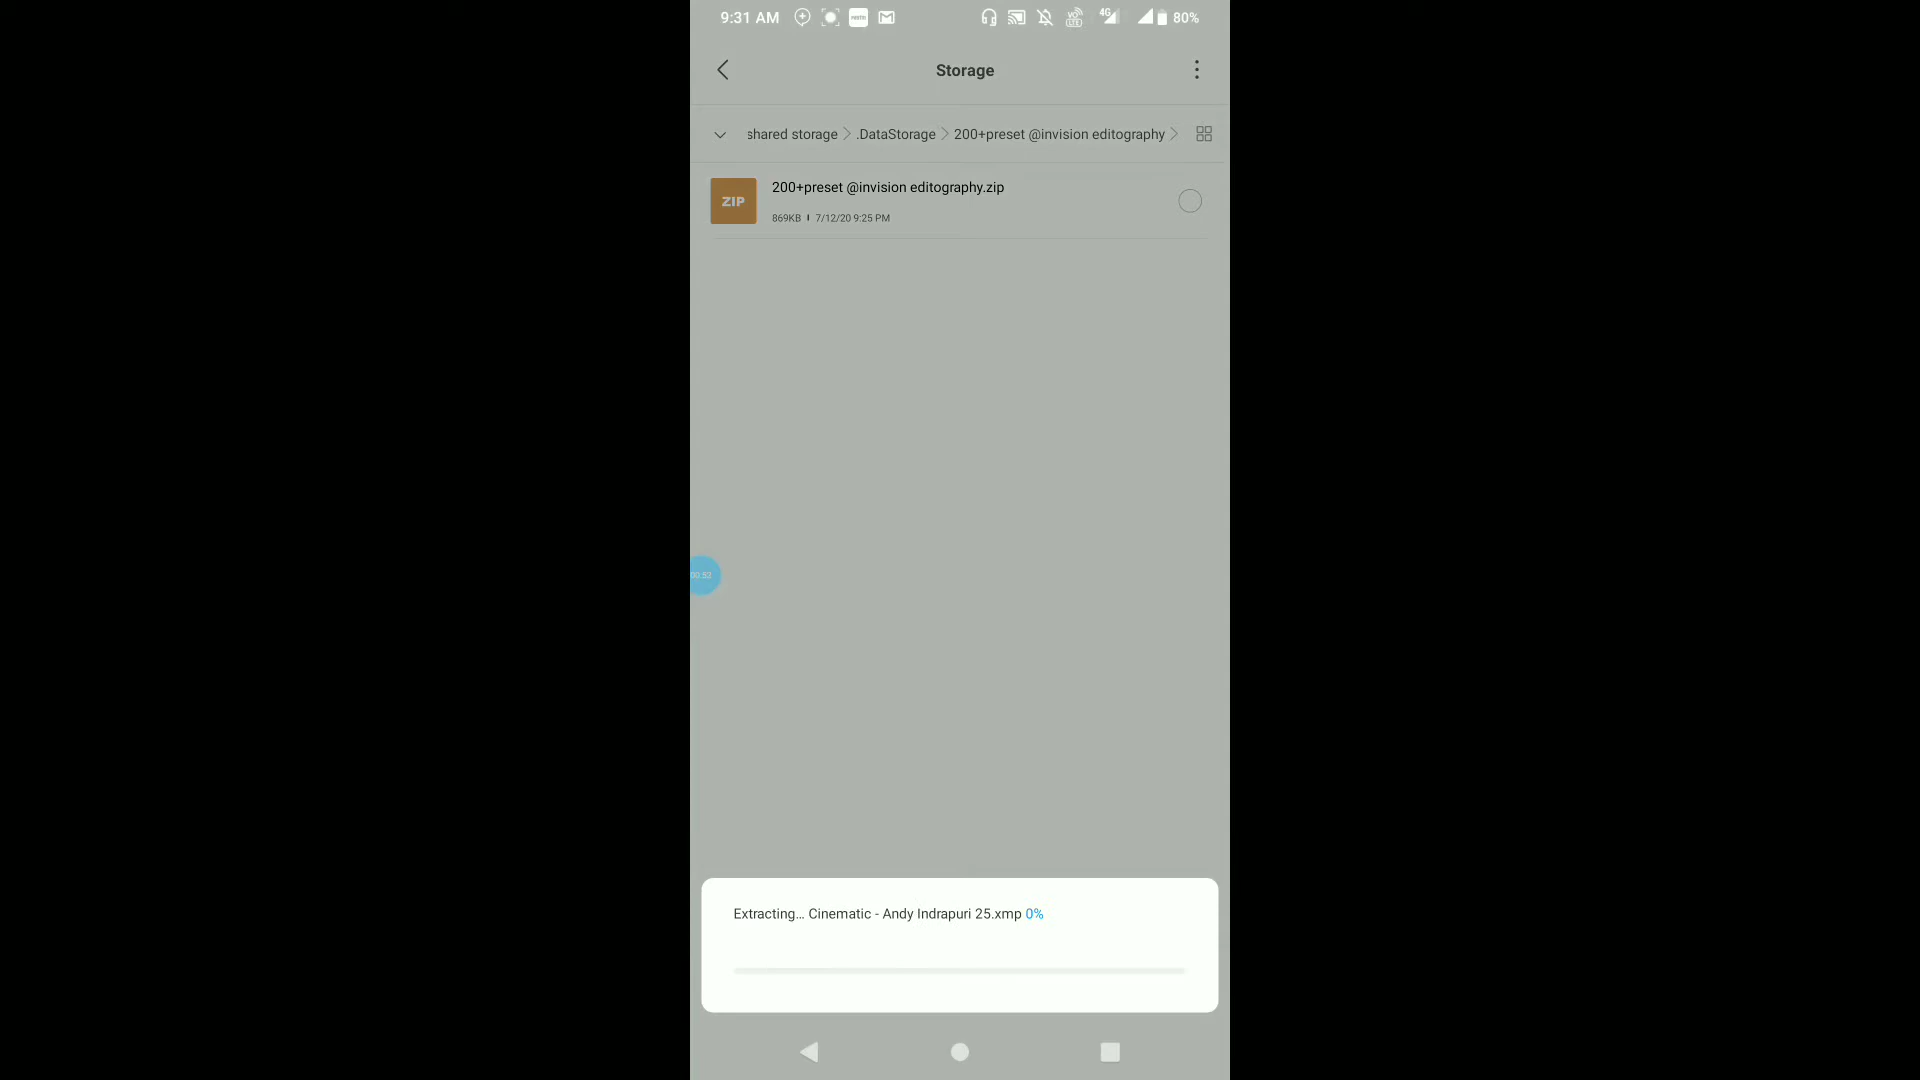 9:31 AM 4G 80%
Storage
shared storage .DataStorage 200+preset @invision editography
ZIP
200+preset @invision editography.zip
869KB 7/12/20 9:25 PM
Extracting... Cinematic - Andy Indrapuri 25.xmp 0%